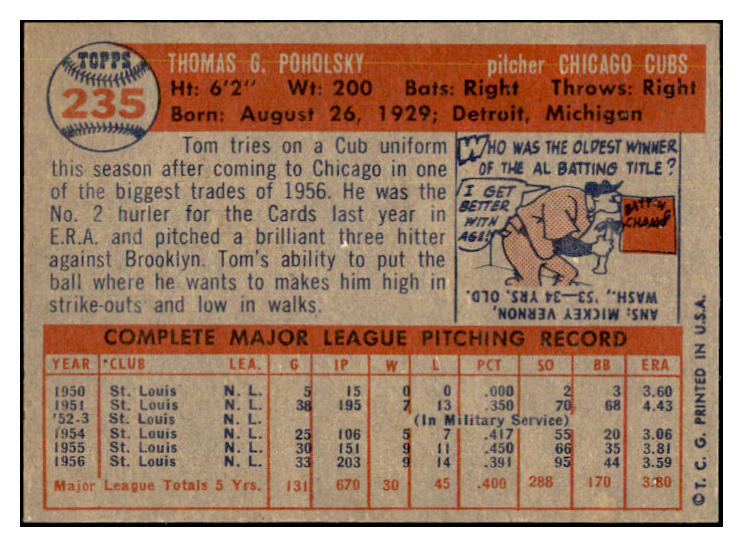 TOPPS
235
THOMAS G. POHOLSKY pitcher CHICAGO CUBS
Ht: 6'2" Wt: 200 Bats: Right Throws: Right
Born: August 26, 1929; Detroit, Michigan
Tom tries on a Cub uniform
this season after coming to Chicago in one
of the biggest trades of 1956. He was the
No. 2 hurler for the Cards last year in
E.R.A. and pitched a brilliant three hitter
against Brooklyn. Tom's ability to put the
ball where he wants to makes him high in
strike-outs and low in walks.
WHO WAS THE OLDEST WINNER
OF THE AL BATTING TITLE?
I GET
BETTER
WITH
AGE!
BATT'N
CHAMP
ANS: MICKEY VERNON,
WASH., '53—34 YRS. OLD.
COMPLETE MAJOR LEAGUE PITCHING RECORD
YEAR CLUB LEA. G IP W L PCT SO BB ERA
1950 St. Louis N. L. 5 15 0 0 .000 2 3 3.60
1951 St. Louis N. L. 38 195 7 13 .350 70 68 4.43
'52-3 (In Military Service)
1954 St. Louis N. L. 25 106 5 7 .417 55 20 3.06
1955 St. Louis N. L. 30 151 9 11 .450 66 35 3.81
1956 St. Louis N. L. 33 203 9 14 .391 95 44 3.59
Major League Totals 5 Yrs. 131 670 30 45 .400 288 170 3.80
© T. C. G. PRINTED IN U.S.A.